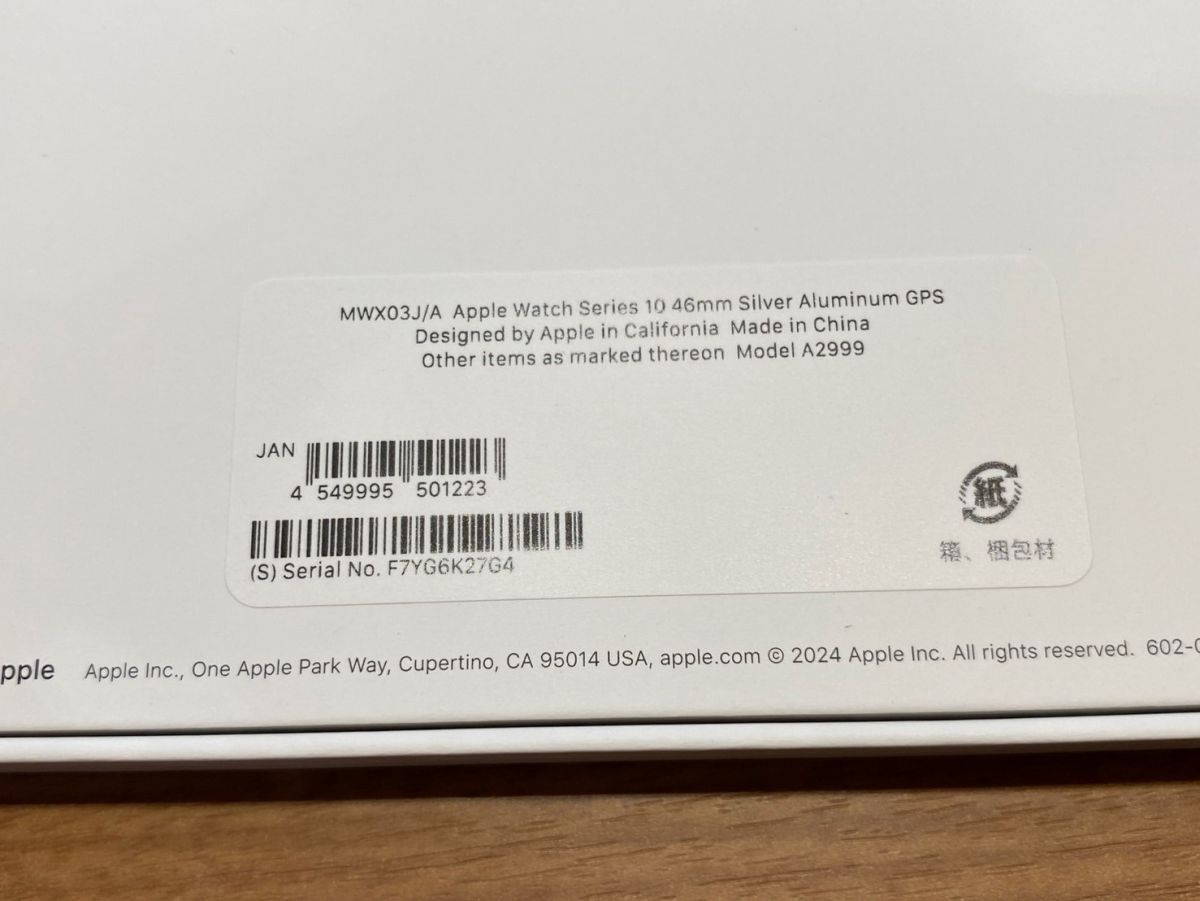 MWX03J/A Apple Watch Series 10 46mm Silver Aluminum GPS
Designed by Apple in California Made in China
Other items as marked thereon Model A2999
JAN
4 549995 501223
(S) Serial No. F7YG6K27G4
紙
箱、梱包材
pple Apple Inc., One Apple Park Way, Cupertino, CA 95014 USA, apple.com © 2024 Apple Inc. All rights reserved. 602-